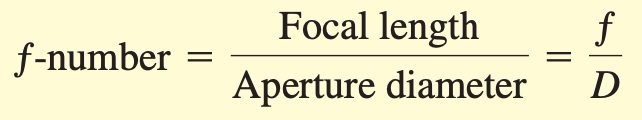 f-number = Focal length / Aperture diameter = f / D